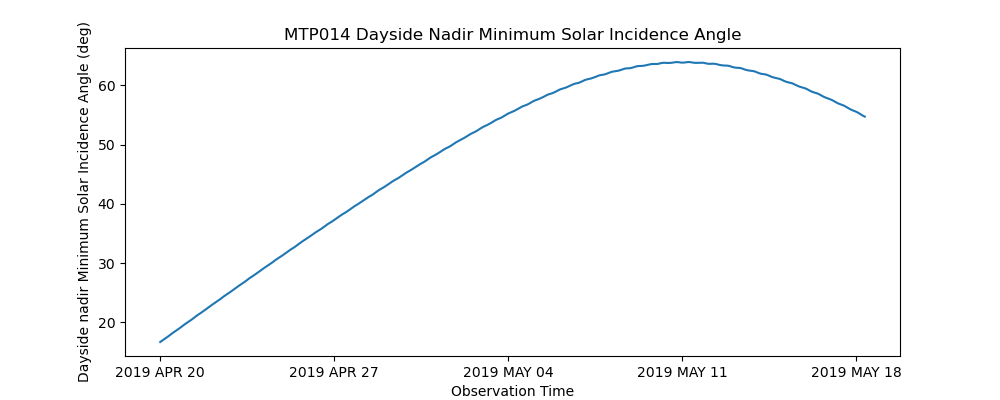 MTP014 Dayside Nadir Minimum Solar Incidence Angle
Dayside nadir Minimum Solar Incidence Angle (deg)
60
50
40
30
20
2019 APR 20
2019 APR 27
2019 MAY 04
2019 MAY 11
2019 MAY 18
Observation Time